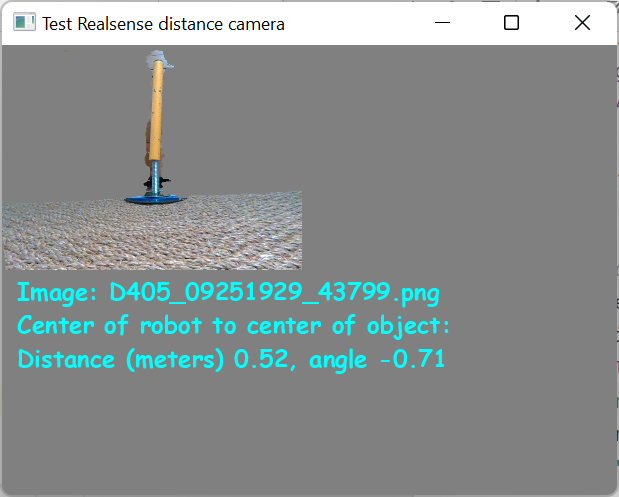 Test Realsense distance camera
Image: D405_09251929_43799.png
Center of robot to center of object:
Distance (meters) 0.52, angle -0.71